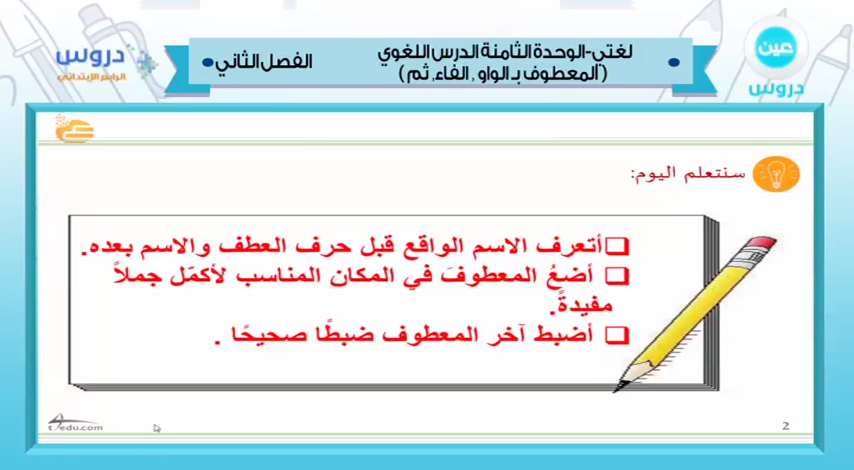 دروس
الرابع الإبتدائي
لغتي-الوحدة الثامنة الدرس اللغوي
(المعطوف بـ الواو , الفاء, ثم)
الفصل الثاني
عين
دروس
سنتعلم اليوم:
أتعرف الاسم الواقع قبل حرف العطف والاسم بعده.
أضعُ المعطوفَ في المكان المناسب لأكمّل جملاً
مفيدةً.
أضبط آخر المعطوف ضبطًا صحيحًا .
t4edu.com
2